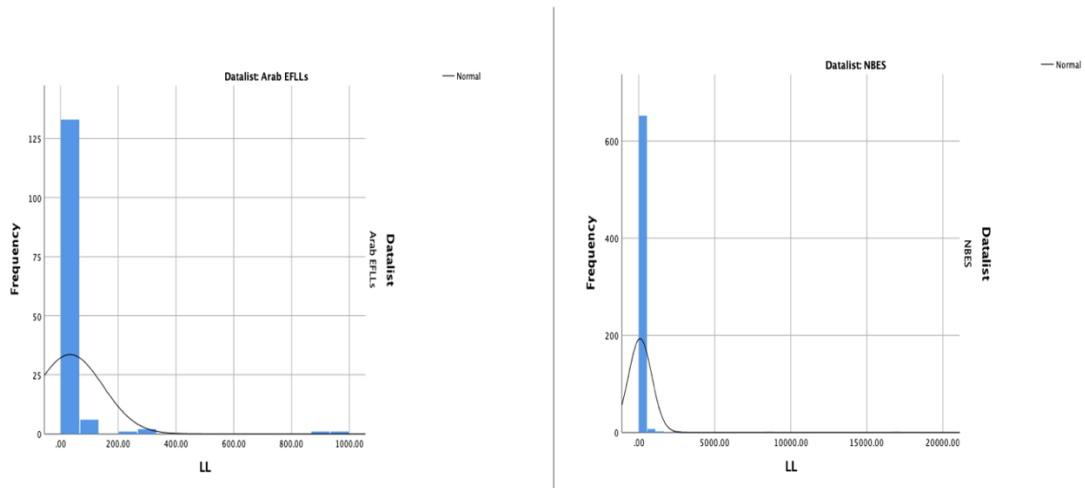 Datalist: Arab EFLLs
Normal
125
100
75
50
25
0
Frequency
.00 200.00 400.00 600.00 800.00 1000.00
LL
Datalist
Arab EFLLs
Datalist: NBES
Normal
600
400
200
0
Frequency
.00 5000.00 10000.00 15000.00 20000.00
LL
Datalist
NBES